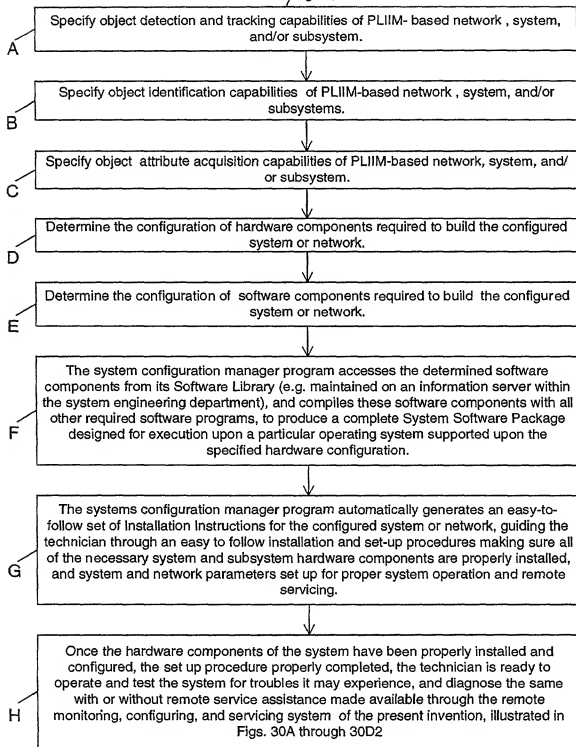 Specify object detection and tracking capabilities of PLIIM- based network , system,
and/or subsystem.
A
Specify object identification capabilities of PLIIM-based network , system, and/or
subsystems.
B
Specify object attribute acquisition capabilities of PLIIM-based network, system, and/
or subsystem.
C
Determine the configuration of hardware components required to build the configured
system or network.
D
Determine the configuration of software components required to build the configured
system or network.
E
The system configuration manager program accesses the determined software
components from its Software Library (e.g. maintained on an information server within
the system engineering department), and compiles these software components with all
other required software programs, to produce a complete System Software Package
designed for execution upon a particular operating system supported upon the
specified hardware configuration.
F
The systems configuration manager program automatically generates an easy-to-
follow set of Installation Instructions for the configured system or network, guiding the
technician through an easy to follow installation and set-up procedures making sure all
of the necessary system and subsystem hardware components are properly installed,
and system and network parameters set up for proper system operation and remote
servicing.
G
Once the hardware components of the system have been properly installed and
configured, the set up procedure properly completed, the technician is ready to
operate and test the system for troubles it may experience, and diagnose the same
with or without remote service assistance made available through the remote
monitoring, configuring, and servicing system of the present invention, illustrated in
Figs. 30A through 30D2
H